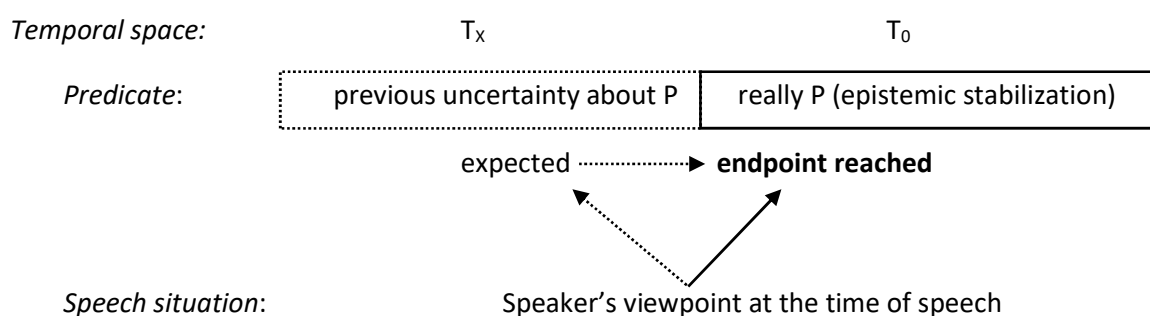 Temporal space: Tx T0
Predicate: previous uncertainty about P really P (epistemic stabilization)
expected endpoint reached
Speech situation: Speaker’s viewpoint at the time of speech